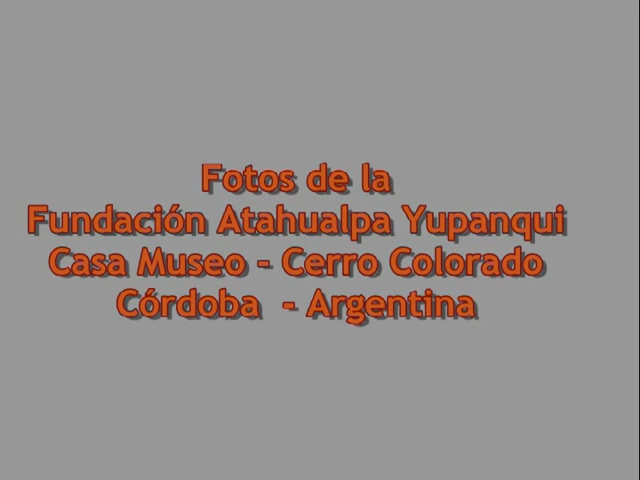 Fotos de la
Fundación Atahualpa Yupanqui
Casa Museo - Cerro Colorado
Córdoba - Argentina